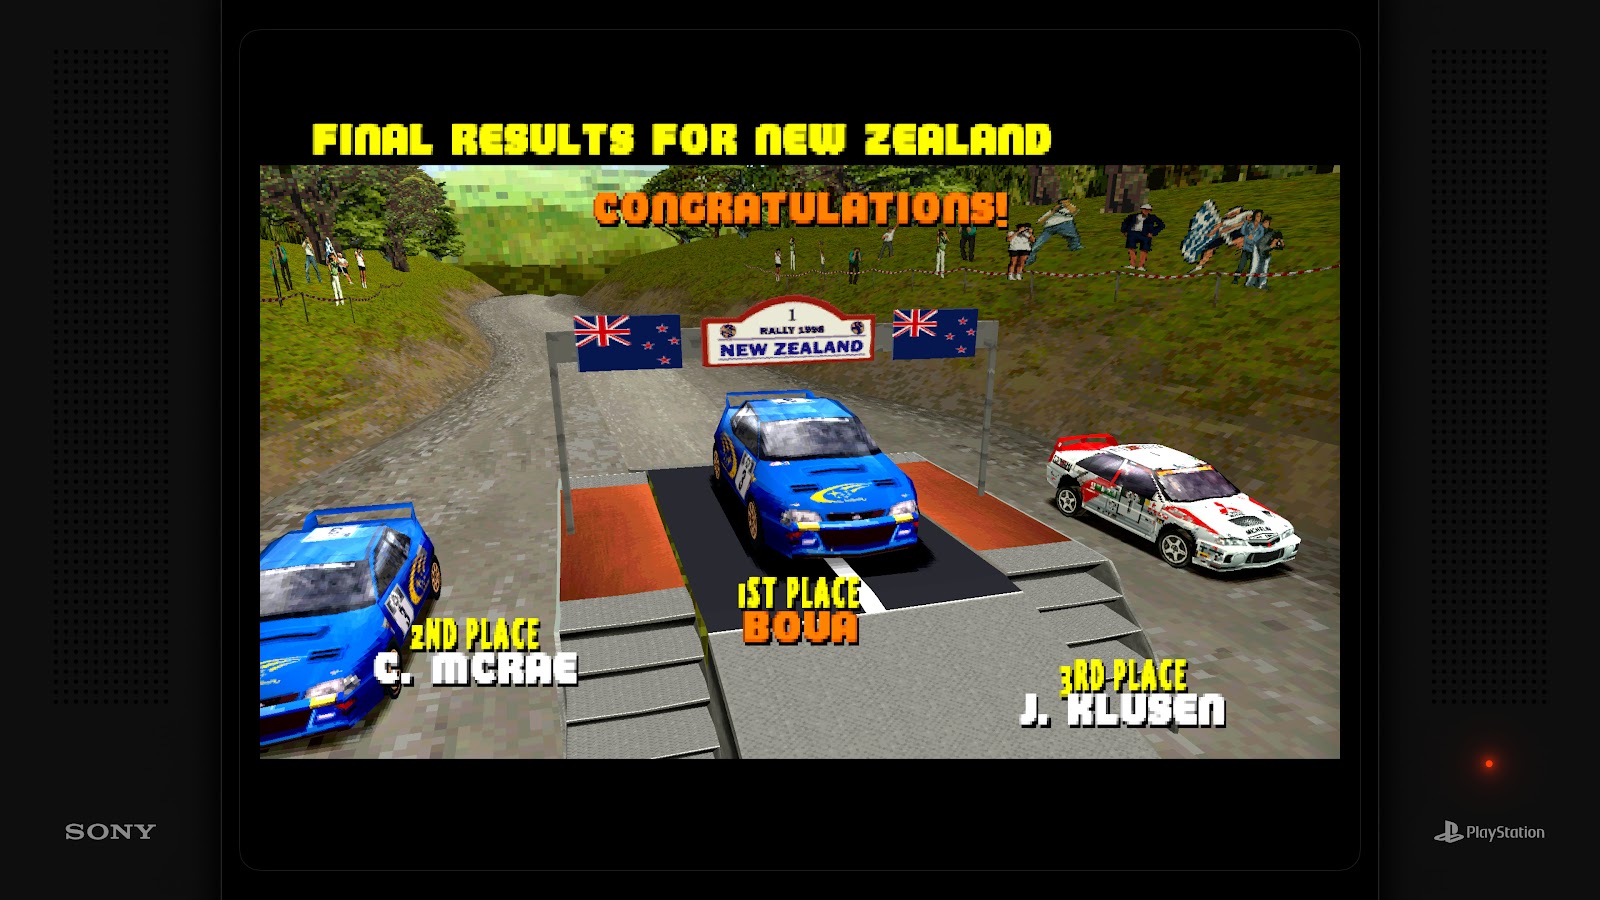 FINAL RESULTS FOR NEW ZEALAND
CONGRATULATIONS!
1
RALLY 1998
NEW ZEALAND
1ST PLACE
BOVA
2ND PLACE
C. MCRAE
3RD PLACE
J. KLUSEN
SONY
PlayStation